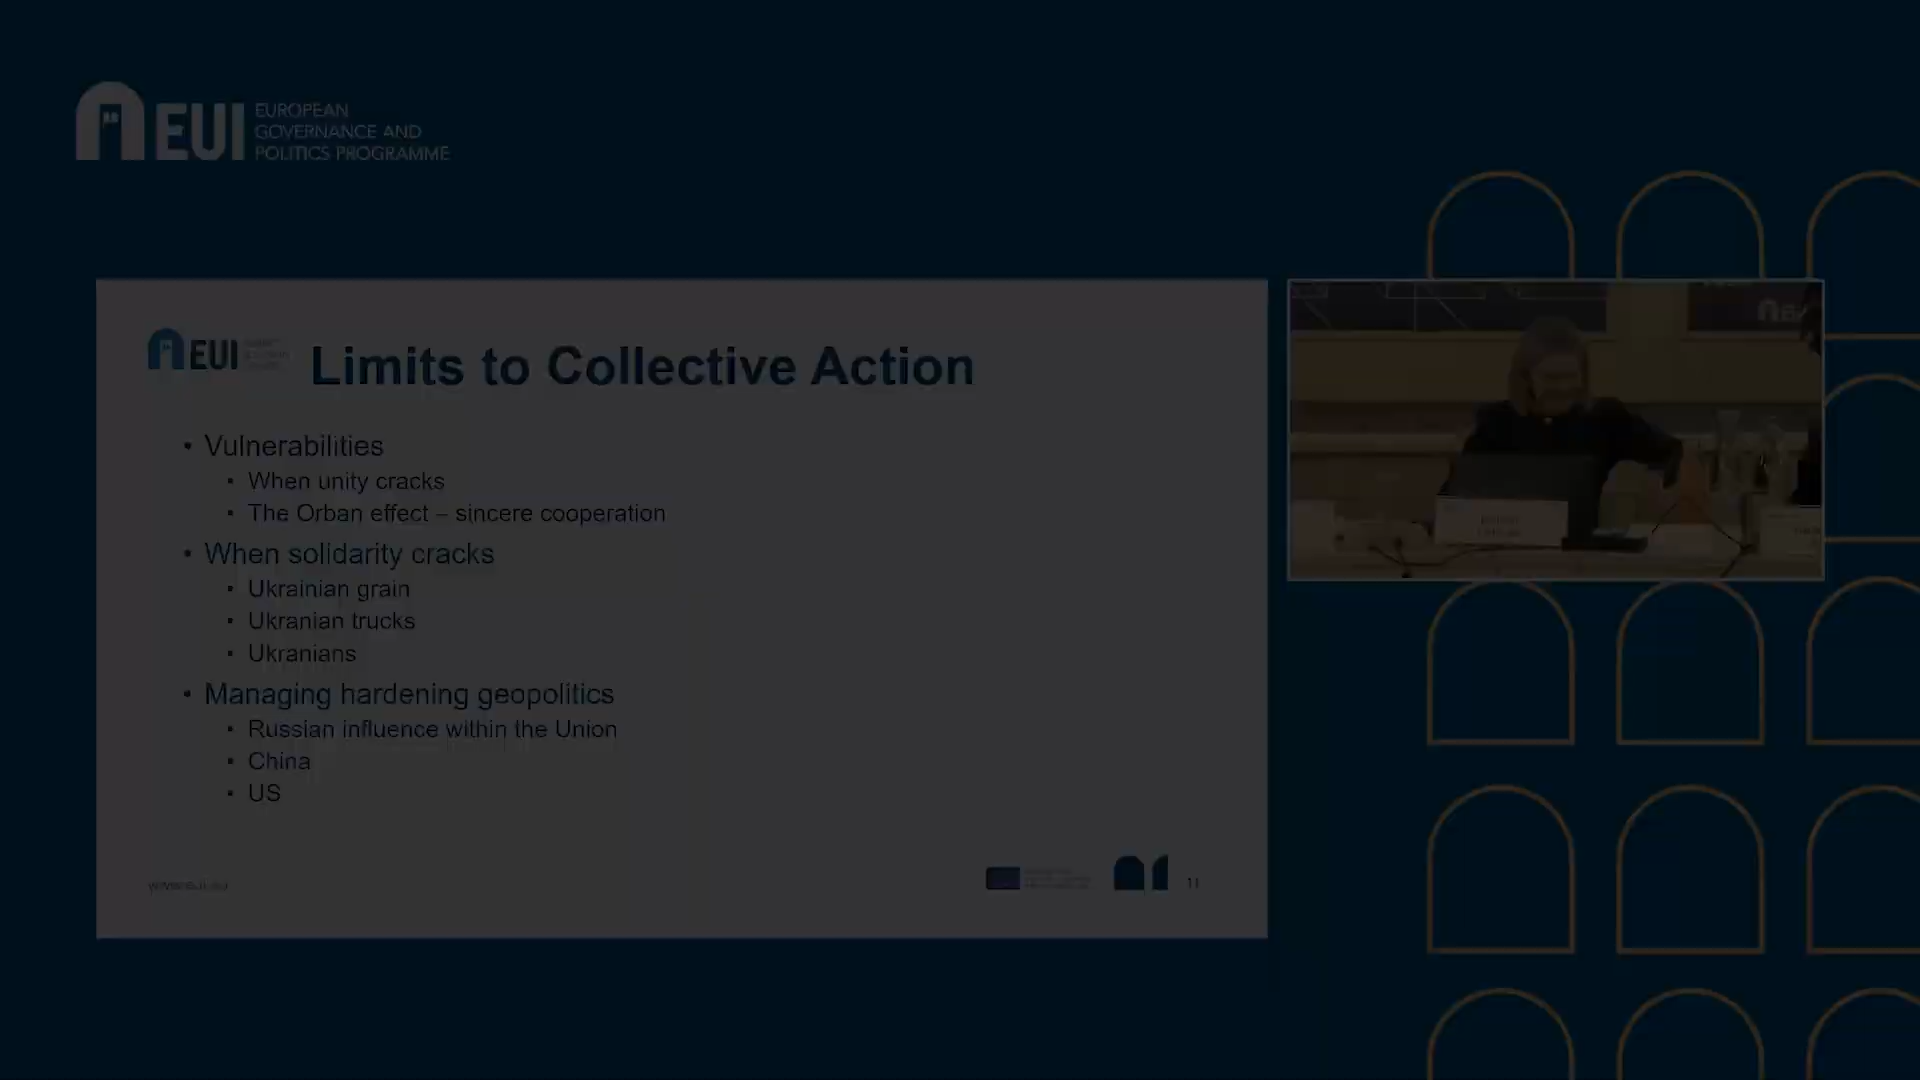 EUI
EUROPEAN
GOVERNANCE AND
POLITICS PROGRAMME
EUI
Limits to Collective Action
• Vulnerabilities
▪ When unity cracks
▪ The Orban effect – sincere cooperation
• When solidarity cracks
▪ Ukrainian grain
▪ Ukranian trucks
▪ Ukranians
• Managing hardening geopolitics
▪ Russian influence within the Union
▪ China
▪ US
www.eui.eu
11